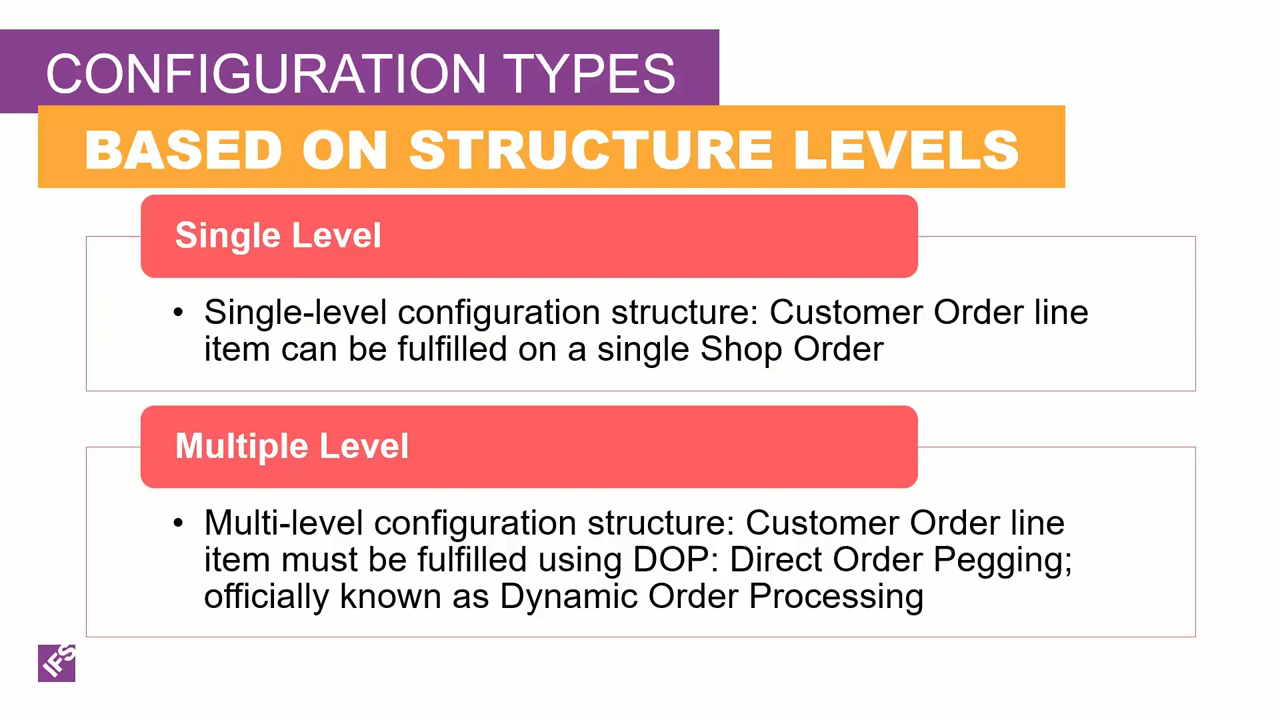 CONFIGURATION TYPES
BASED ON STRUCTURE LEVELS
Single Level
• Single-level configuration structure: Customer Order line
item can be fulfilled on a single Shop Order
Multiple Level
• Multi-level configuration structure: Customer Order line
item must be fulfilled using DOP: Direct Order Pegging;
officially known as Dynamic Order Processing
IFS